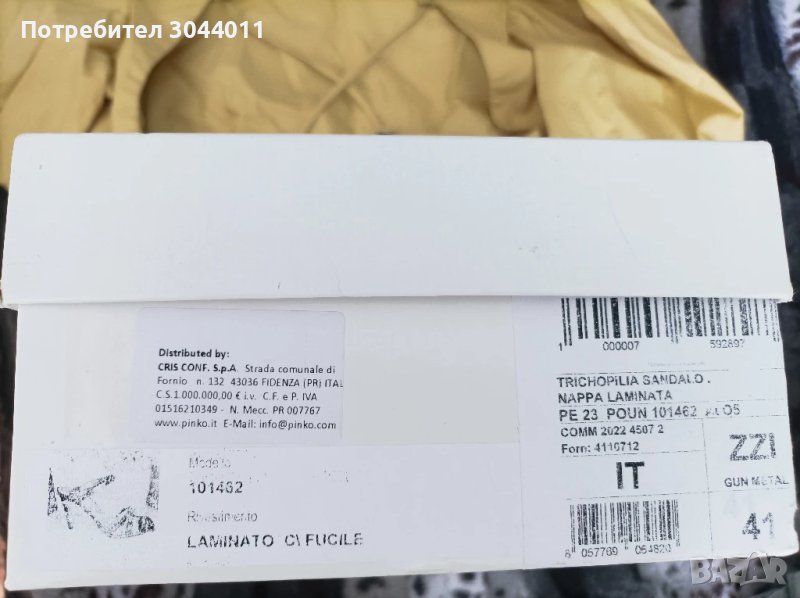 Потребител 3044011
Distributed by:
CRIS CONF. S.p.A. Strada comunale di
Fornio n. 132 43036 FIDENZA (PR) ITAL
C.S.1.000.000,00 € i.v. C.F. e P. IVA
01516210349 - N. Mecc. PR 007767
www.pinko.it E-Mail: info@pinko.com
Modello
101462
Rivestimento
LAMINATO C\ FUCILE
1 000007 592897
TRICHOPILIA SANDALO .
NAPPA LAMINATA
PE 23 POUN 101462
COMM 2022 4507 2
Forn: 4110712
IT
ZZI
GUN METAL
41
8 057769 054820
BAZAR